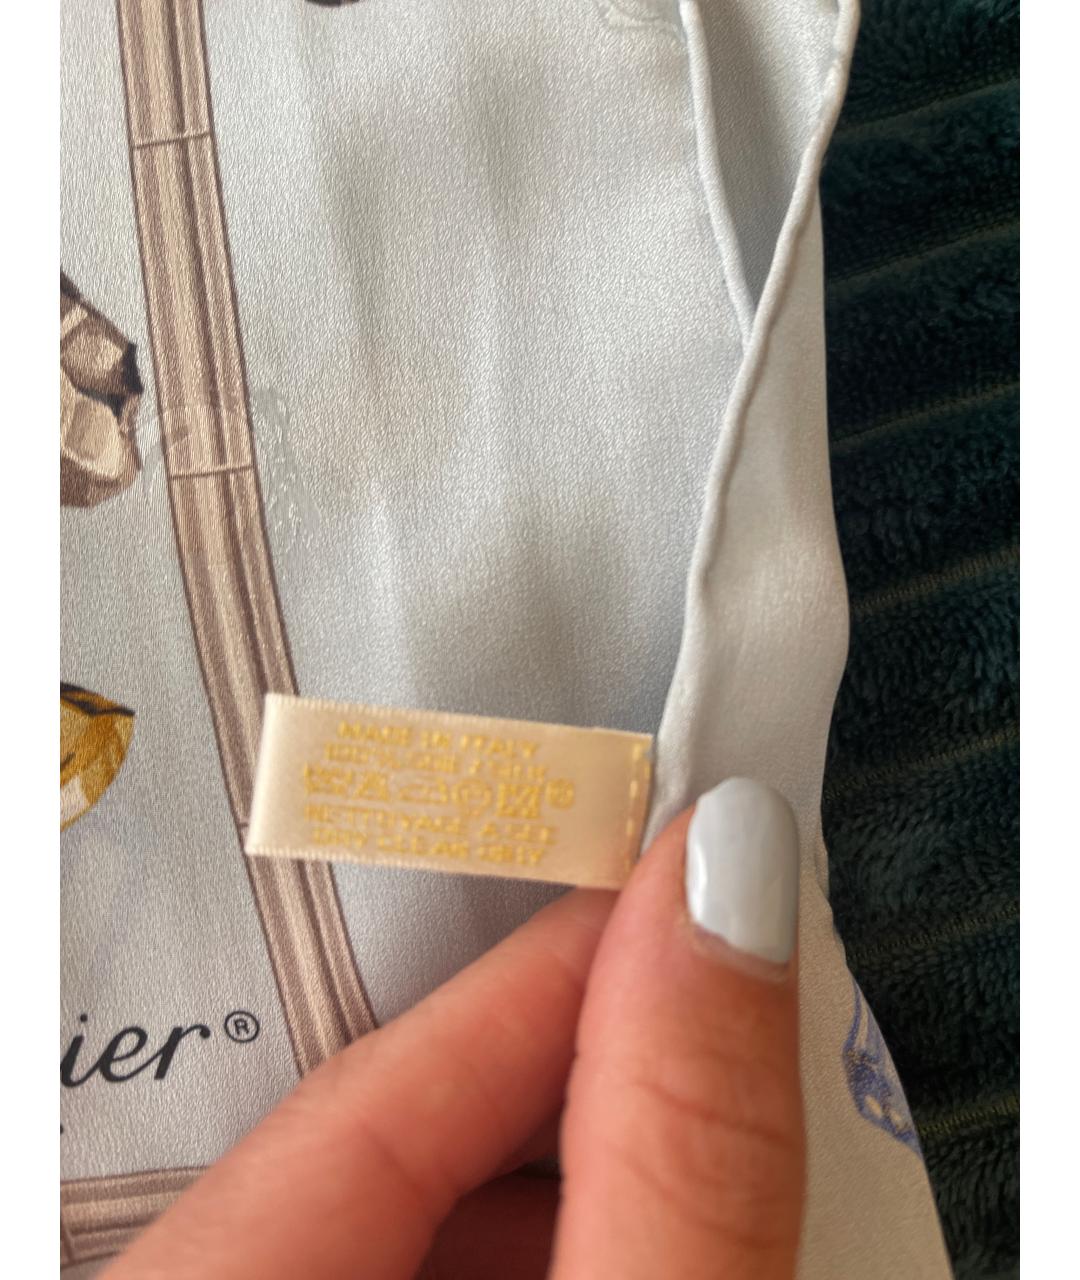 MADE IN ITALY
100% SOIE / SILK
®
NETTOYAGE A SEC
DRY CLEAN ONLY
ier®